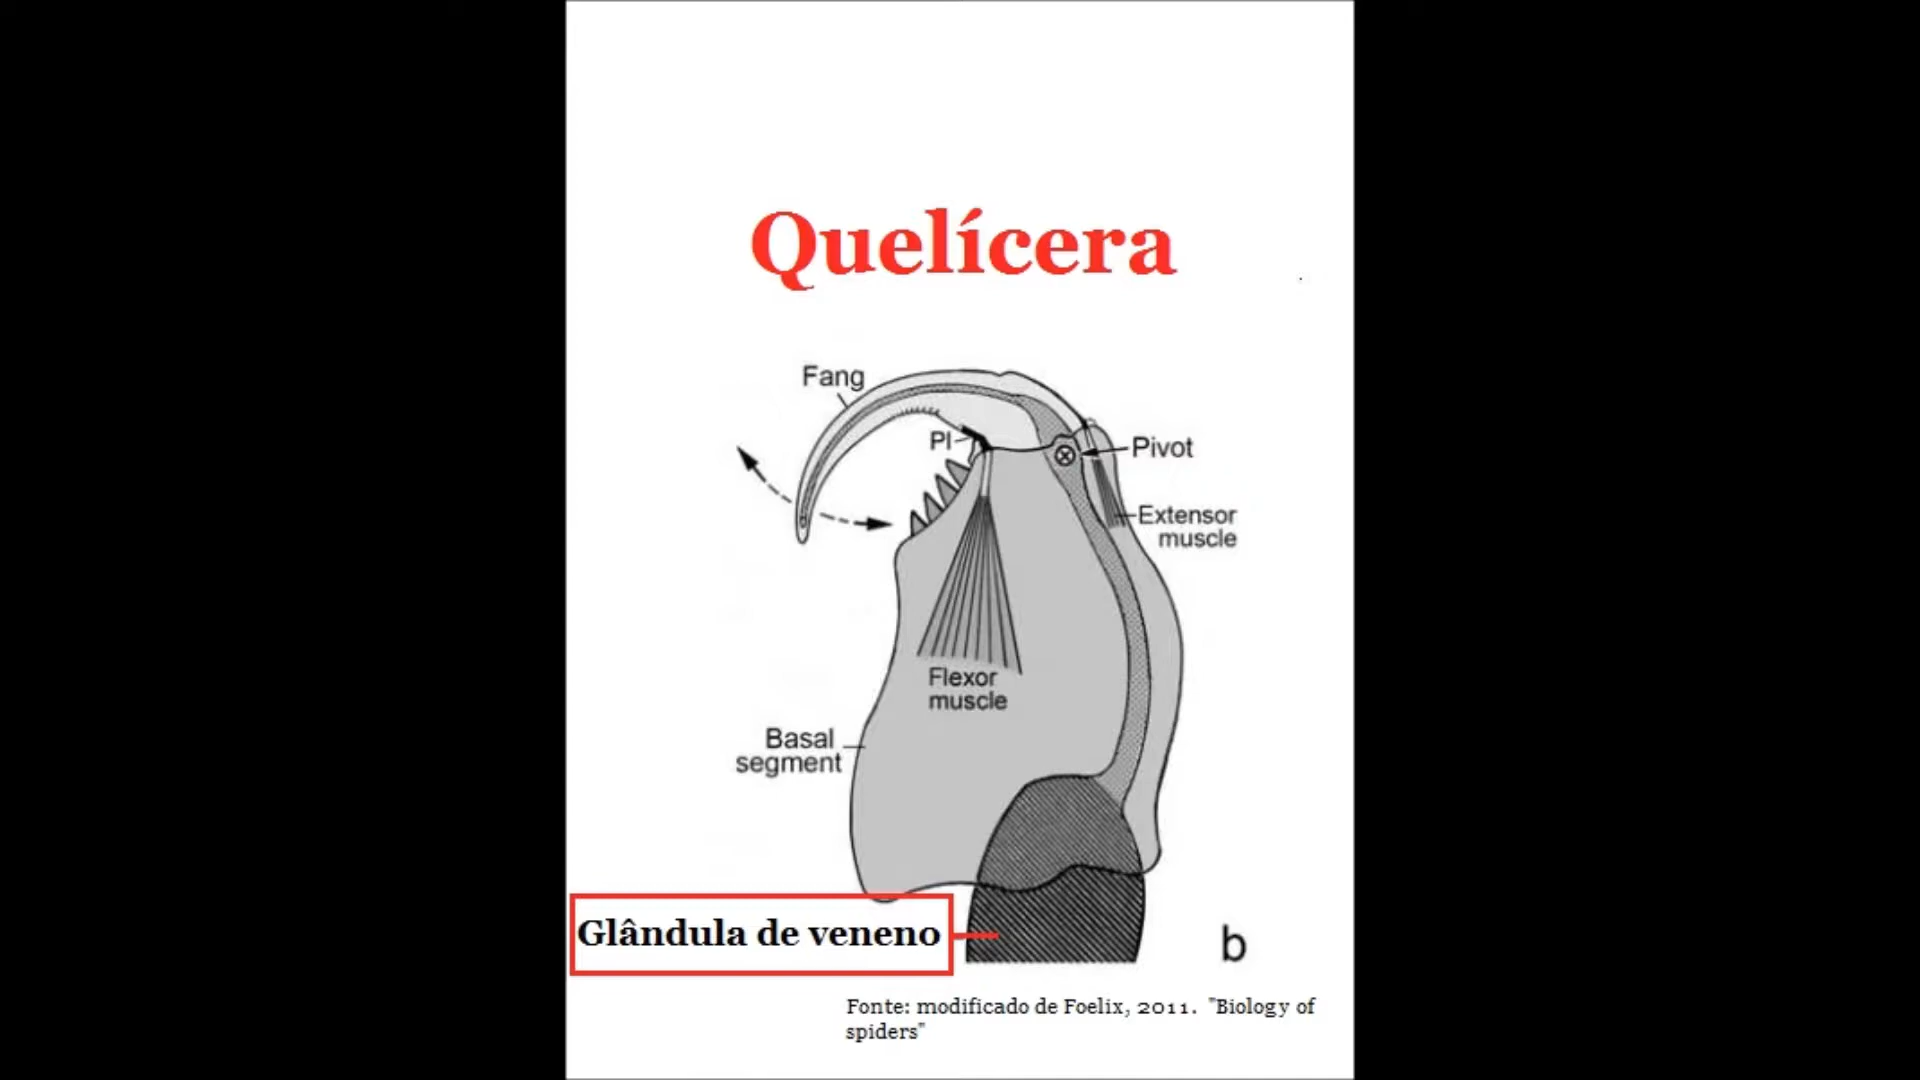 Quelícera
Fang
Pl
Pivot
Extensor
muscle
Flexor
muscle
Basal
segment
Glândula de veneno
b
Fonte: modificado de Foelix, 2011. "Biology of
spiders"